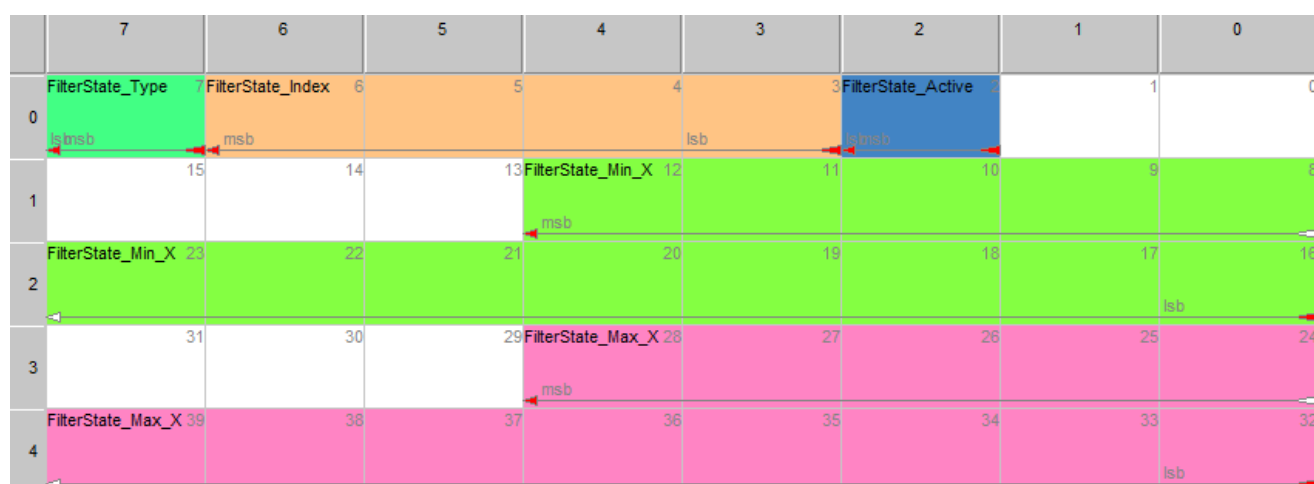 7 6 5 4 3 2 1 0
0 FilterState_Type 7 FilterState_Index 6 5 4 3 FilterState_Active 2 1 0
lsb msb msb lsb lsb msb
1 15 14 13 FilterState_Min_X 12 11 10 9 8
msb
2 FilterState_Min_X 23 22 21 20 19 18 17 16
lsb
3 31 30 29 FilterState_Max_X 28 27 26 25 24
msb
4 FilterState_Max_X 39 38 37 36 35 34 33 32
lsb